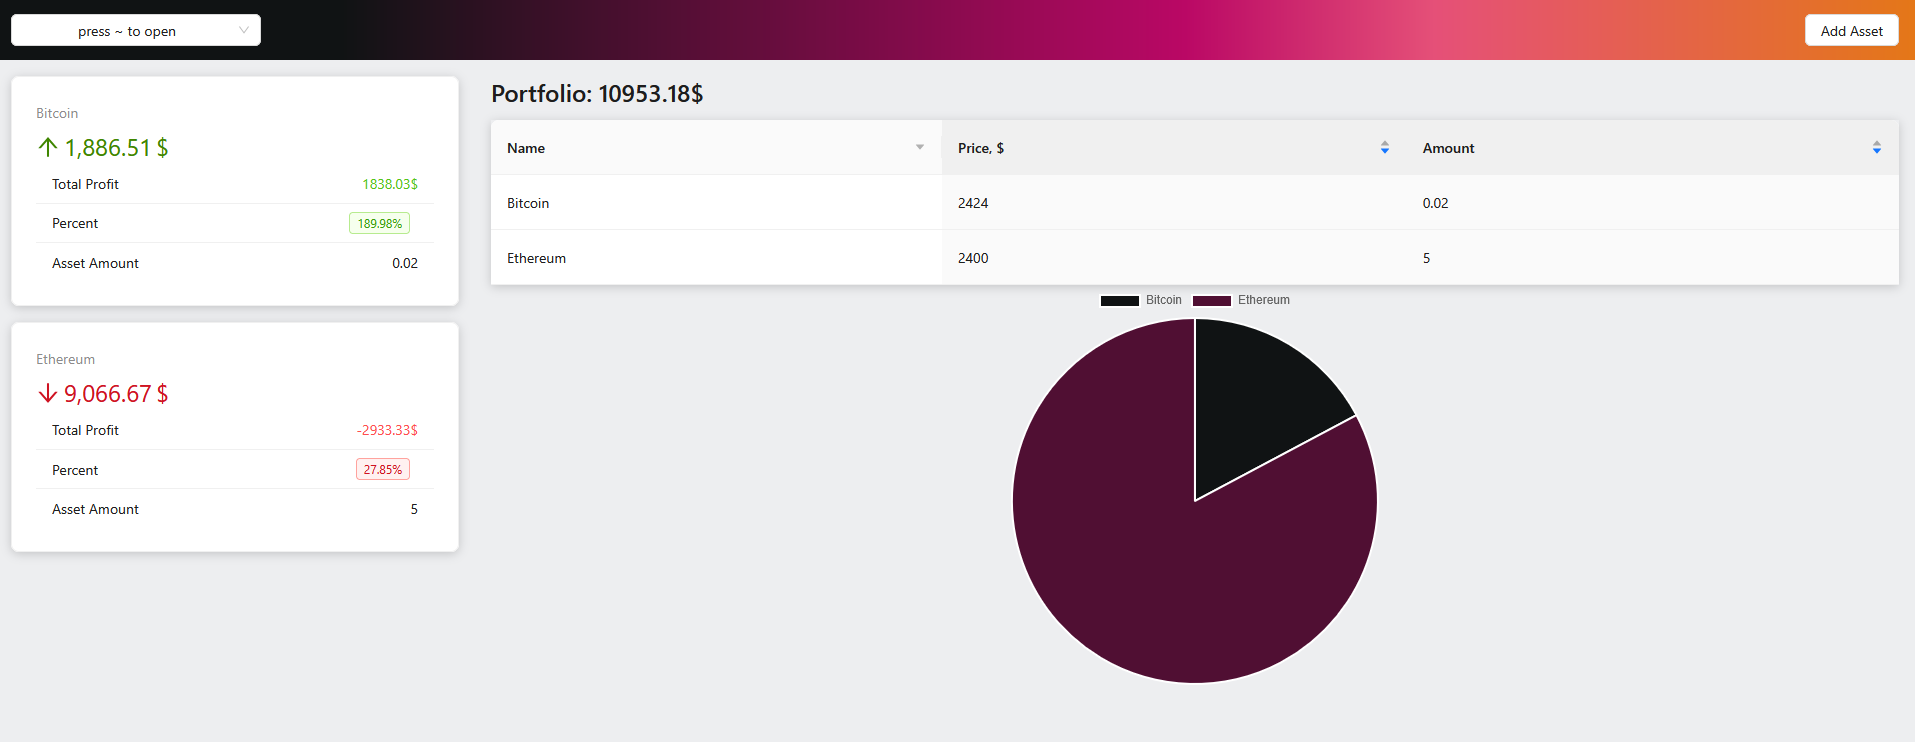 press ~ to open
Add Asset
Bitcoin
1,886.51 $
Total Profit 1838.03$
Percent 189.98%
Asset Amount 0.02
Ethereum
9,066.67 $
Total Profit -2933.33$
Percent 27.85%
Asset Amount 5
Portfolio: 10953.18$
Name Price, $ Amount
Bitcoin 2424 0.02
Ethereum 2400 5
Bitcoin Ethereum